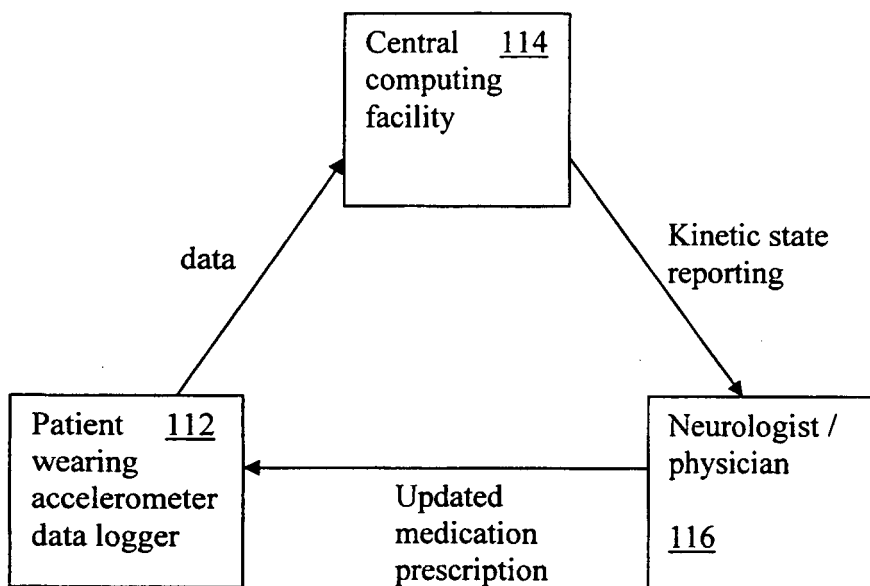 Central 114
computing
facility
data
Kinetic state
reporting
Patient 112
wearing
accelerometer
data logger
Neurologist /
physician
116
Updated
medication
prescription